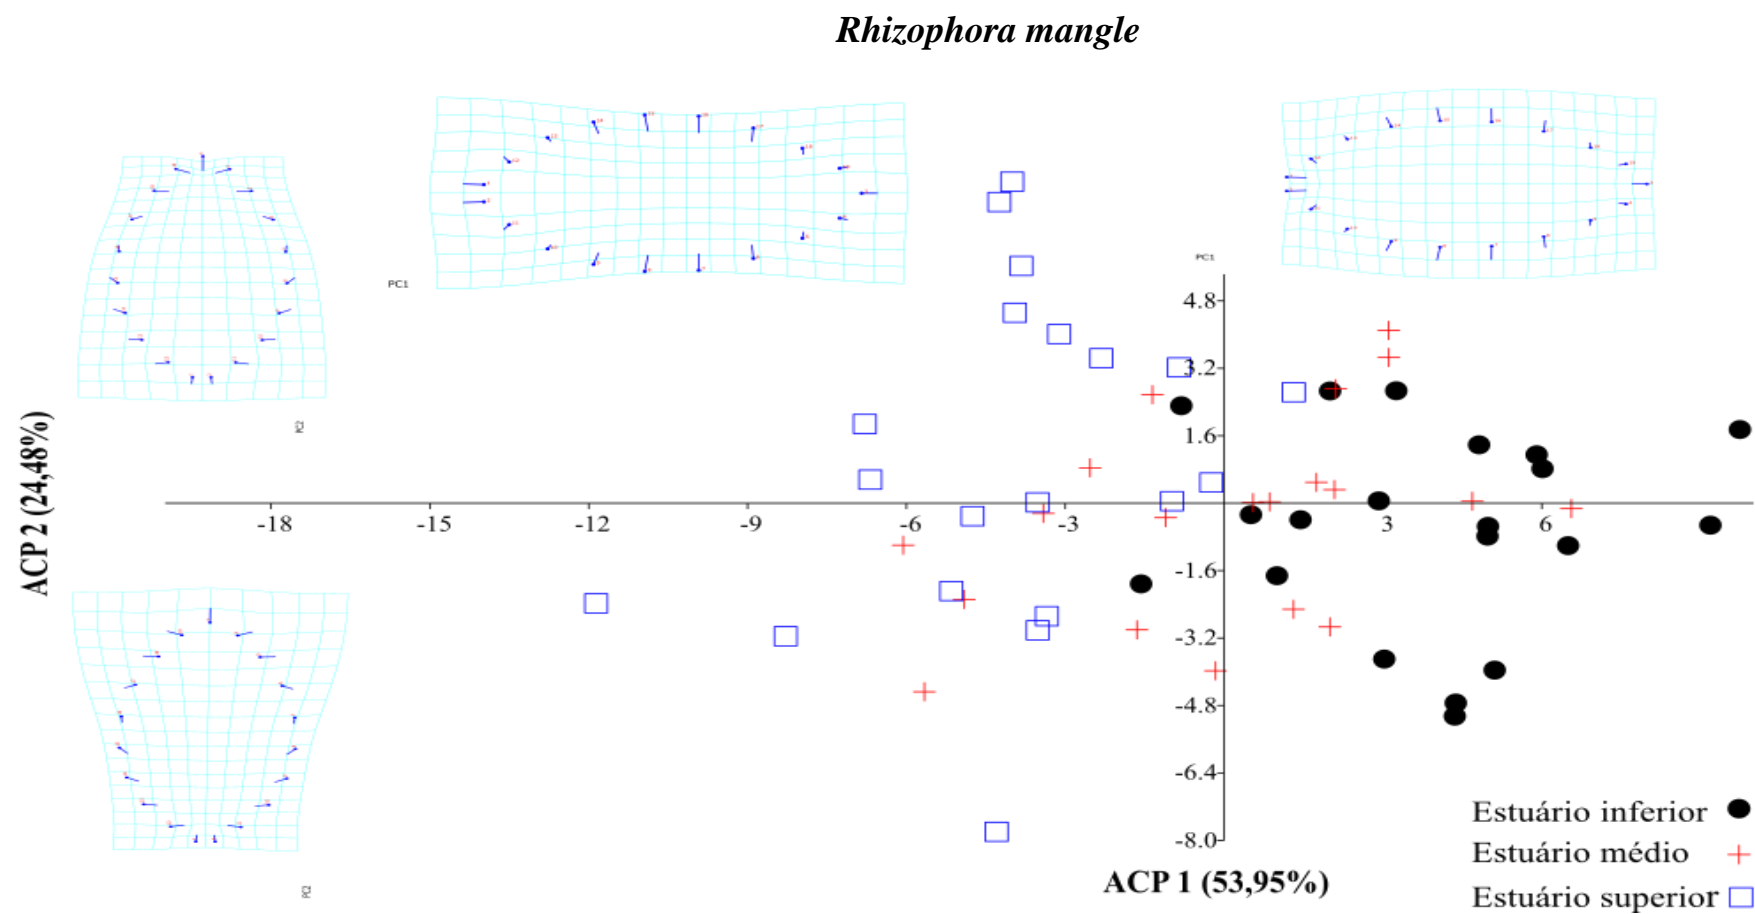 Rhizophora mangle
PC1
PC1
4.8
3.2
1.6
-18
-15
-12
-9
-6
-3
3
6
-1.6
-3.2
-4.8
-6.4
-8.0
PC2
PC2
ACP 2 (24,48%)
ACP 1 (53,95%)
Estuário inferior
Estuário médio
Estuário superior